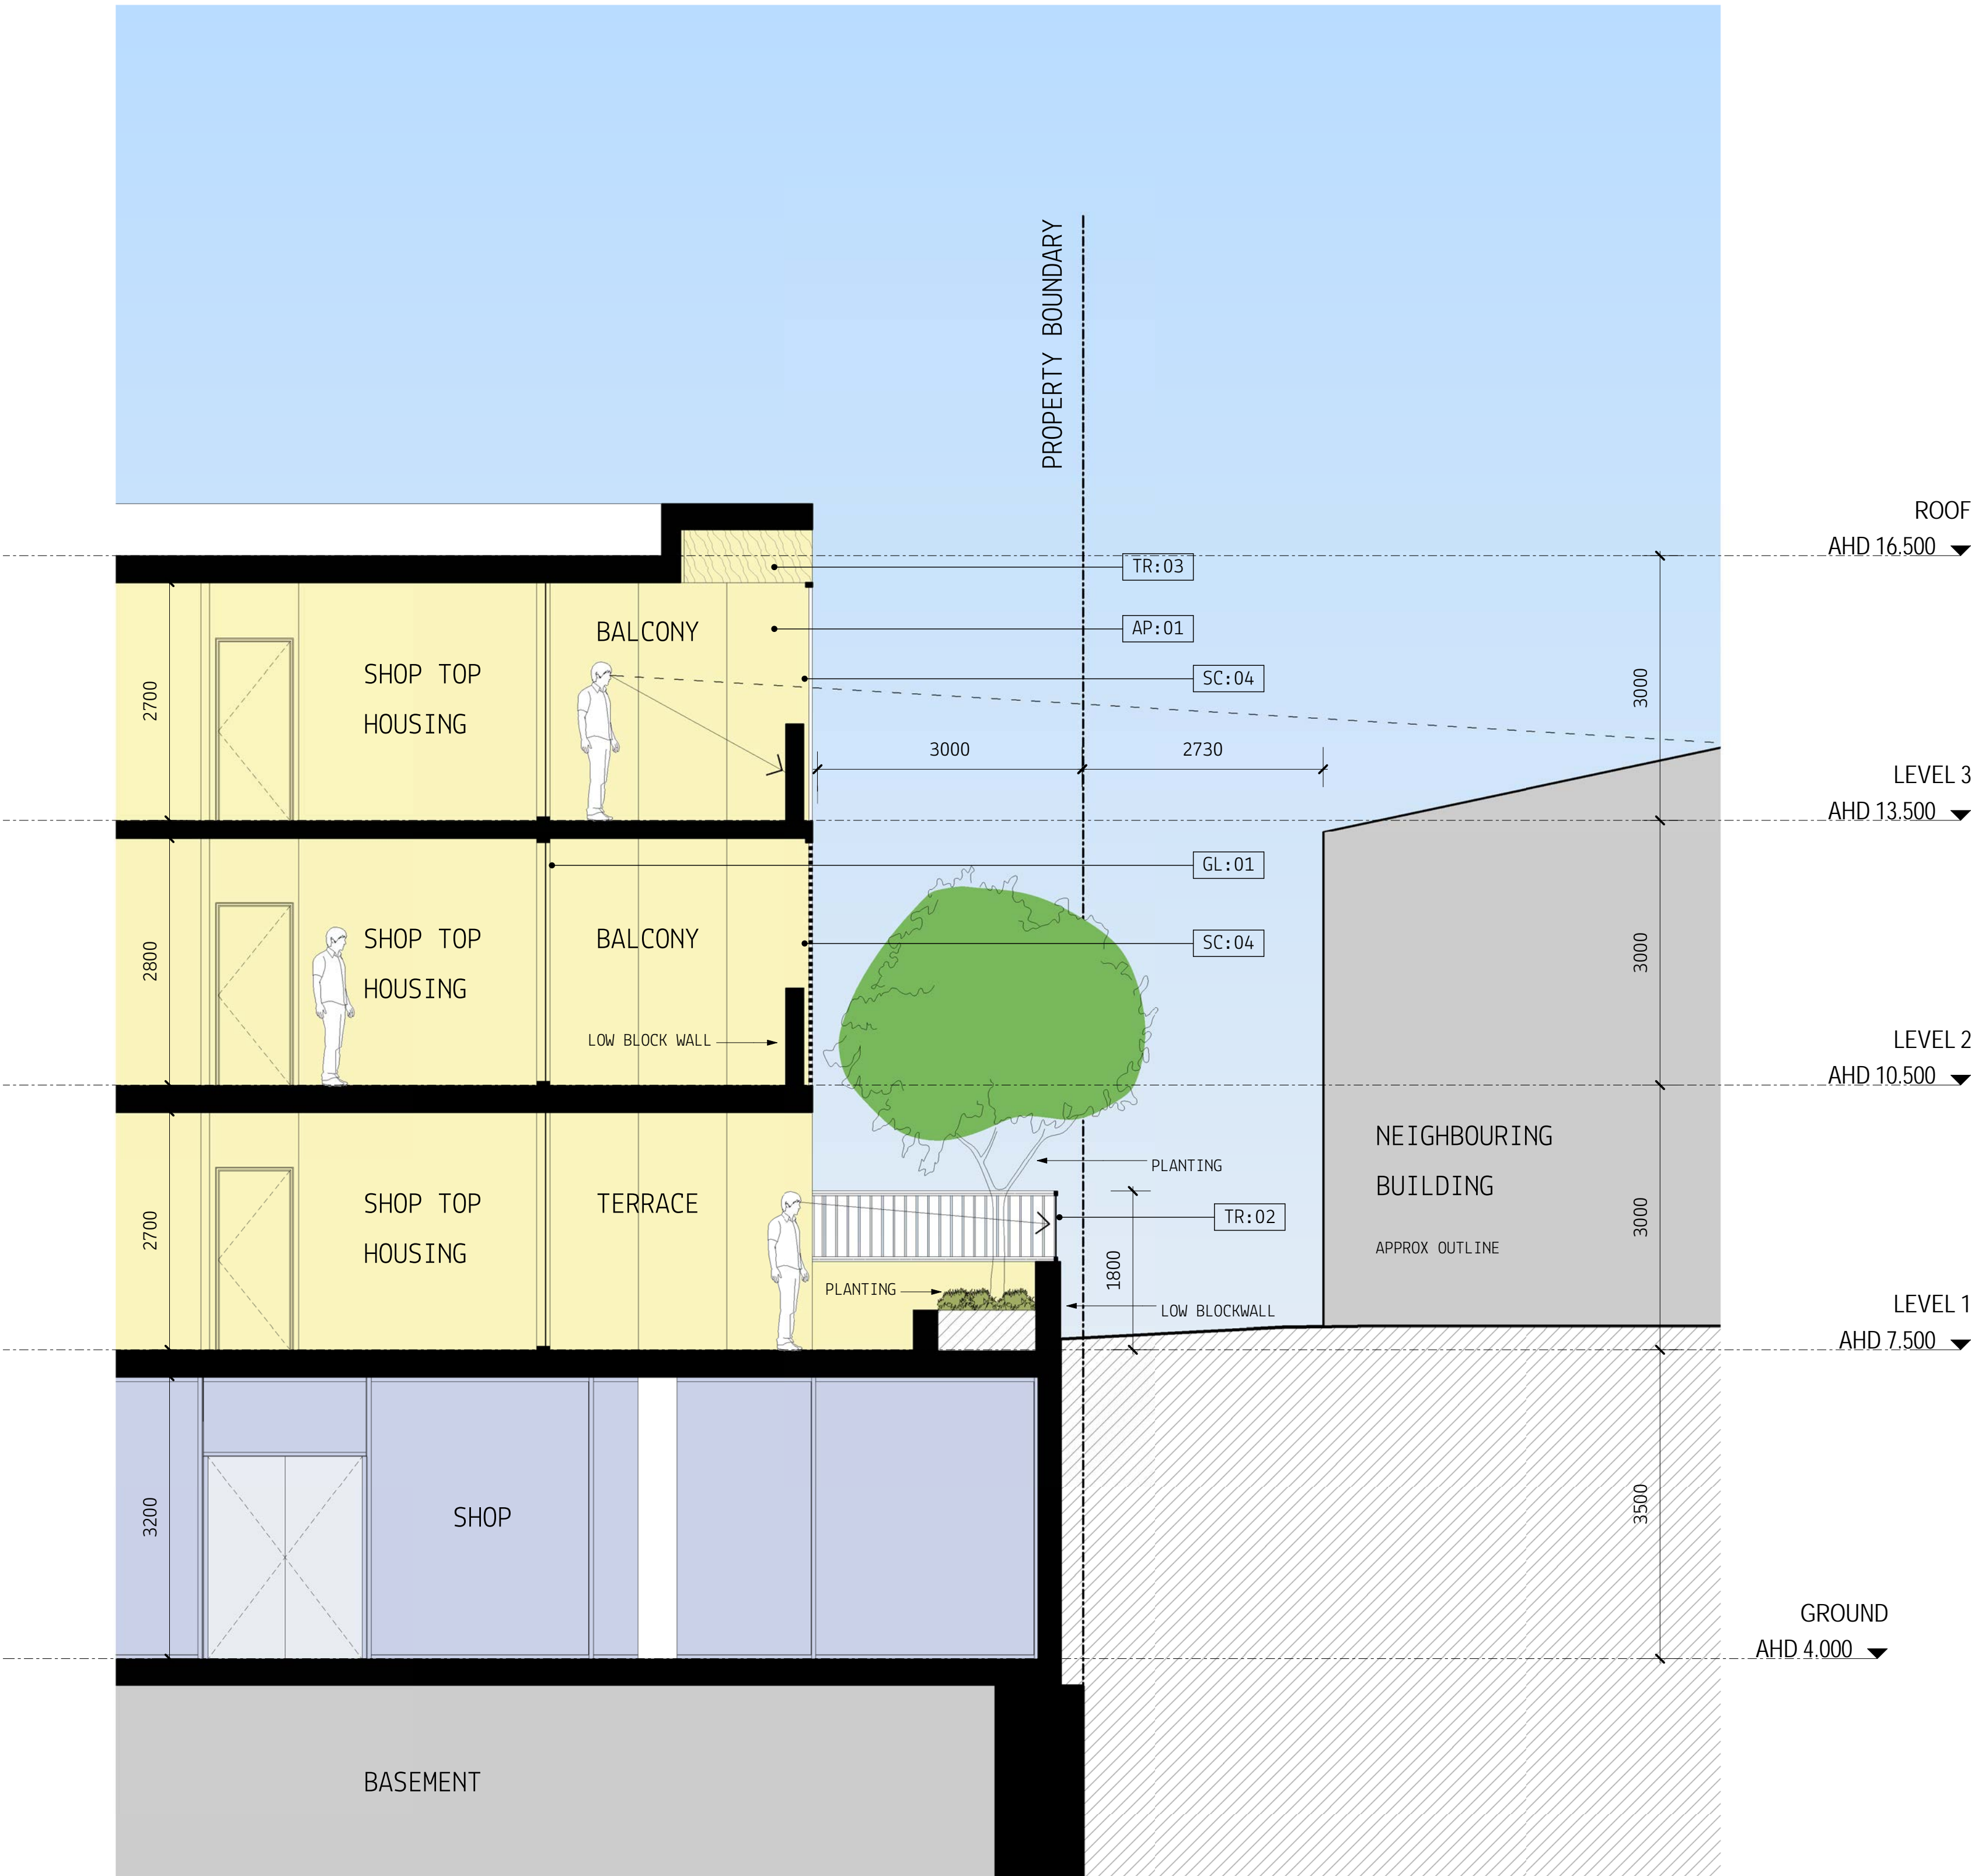 PROPERTY BOUNDARY
ROOF
AHD 16.500
TR:03
AP:01
BALCONY
SHOP TOP
HOUSING
SC:04
2700
3000
3000
2730
LEVEL 3
AHD 13.500
GL:01
SHOP TOP
HOUSING
BALCONY
SC:04
2800
3000
LOW BLOCK WALL
LEVEL 2
AHD 10.500
NEIGHBOURING
BUILDING
APPROX OUTLINE
PLANTING
SHOP TOP
HOUSING
TERRACE
TR:02
2700
3000
1800
PLANTING
LOW BLOCKWALL
LEVEL 1
AHD 7.500
3200
SHOP
3500
GROUND
AHD 4.000
BASEMENT